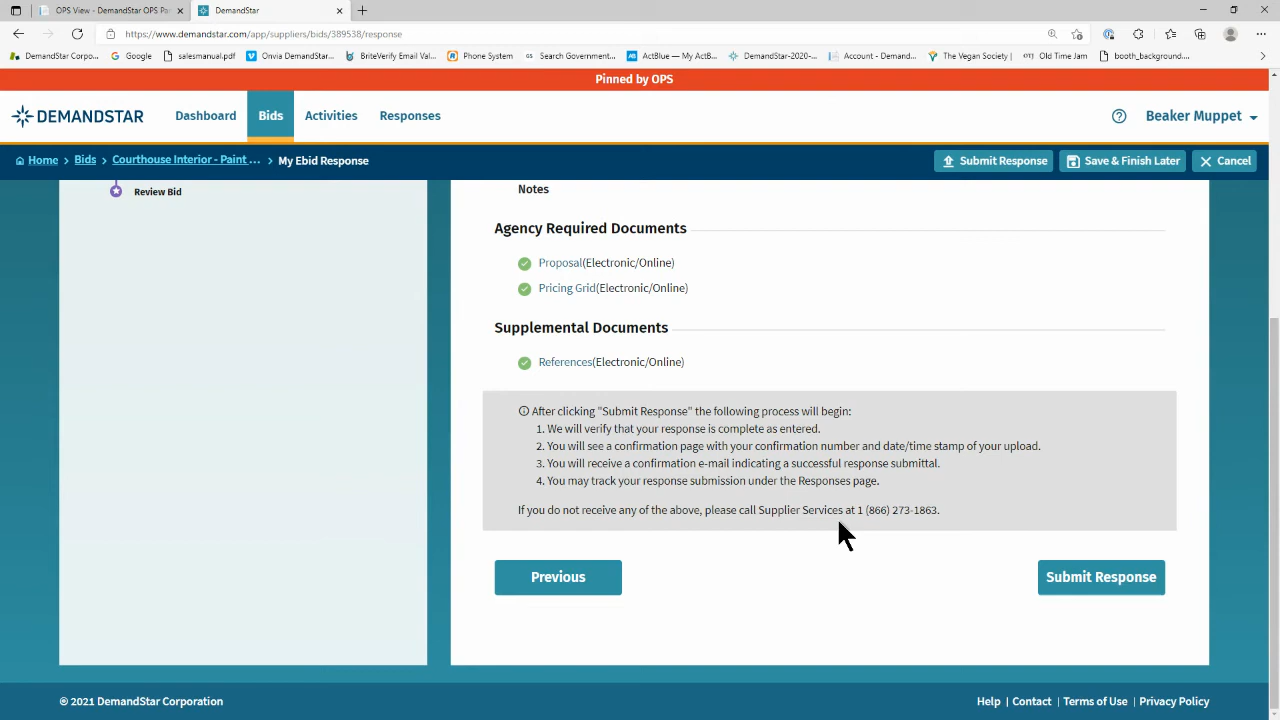 OPS View - DemandStar OPS Pa
DemandStar
https://www.demandstar.com/app/suppliers/bids/389538/response
DemandStar Corpo...
Google
salesmanual.pdf
Onvia DemandSta...
BriteVerify Email Val...
Phone System
GS Search Government...
AB ActBlue — My ActB...
DemandStar-2020-...
Account - Demand...
The Vegan Society |
OTJ Old Time Jam
booth_background....
Pinned by OPS
DEMANDSTAR
Dashboard
Bids
Activities
Responses
Beaker Muppet
Home > Bids > Courthouse Interior - Paint ... > My Ebid Response
Submit Response
Save & Finish Later
Cancel
Review Bid
Notes
Agency Required Documents
Proposal(Electronic/Online)
Pricing Grid(Electronic/Online)
Supplemental Documents
References(Electronic/Online)
After clicking "Submit Response" the following process will begin:
1. We will verify that your response is complete as entered.
2. You will see a confirmation page with your confirmation number and date/time stamp of your upload.
3. You will receive a confirmation e-mail indicating a successful response submittal.
4. You may track your response submission under the Responses page.
If you do not receive any of the above, please call Supplier Services at 1 (866) 273-1863.
Previous
Submit Response
© 2021 DemandStar Corporation
Help | Contact | Terms of Use | Privacy Policy